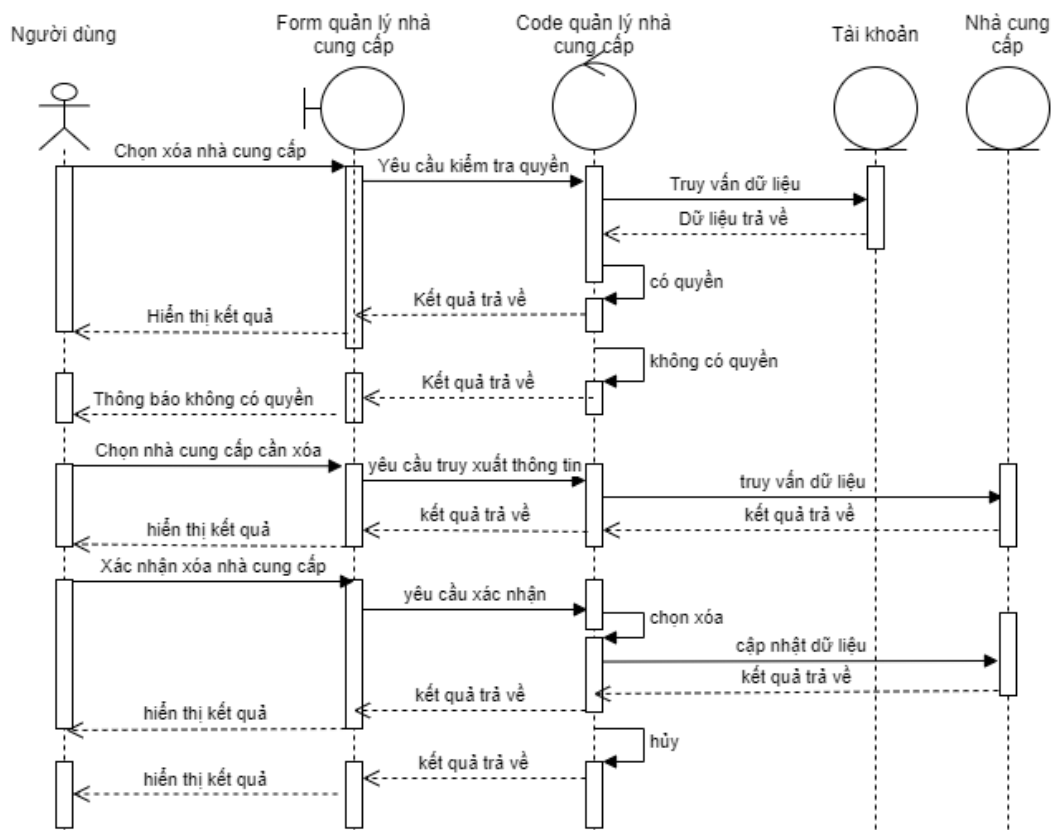 Người dùng
Form quản lý nhà
cung cấp
Code quản lý nhà
cung cấp
Tài khoản
Nhà cung
cấp
Chọn xóa nhà cung cấp
Yêu cầu kiểm tra quyền
Truy vấn dữ liệu
Dữ liệu trả về
có quyền
Kết quả trả về
Hiển thị kết quả
không có quyền
Kết quả trả về
Thông báo không có quyền
Chọn nhà cung cấp cần xóa
yêu cầu truy xuất thông tin
truy vấn dữ liệu
kết quả trả về
kết quả trả về
hiển thị kết quả
Xác nhận xóa nhà cung cấp
yêu cầu xác nhận
chọn xóa
cập nhật dữ liệu
kết quả trả về
kết quả trả về
hiển thị kết quả
hủy
kết quả trả về
hiển thị kết quả